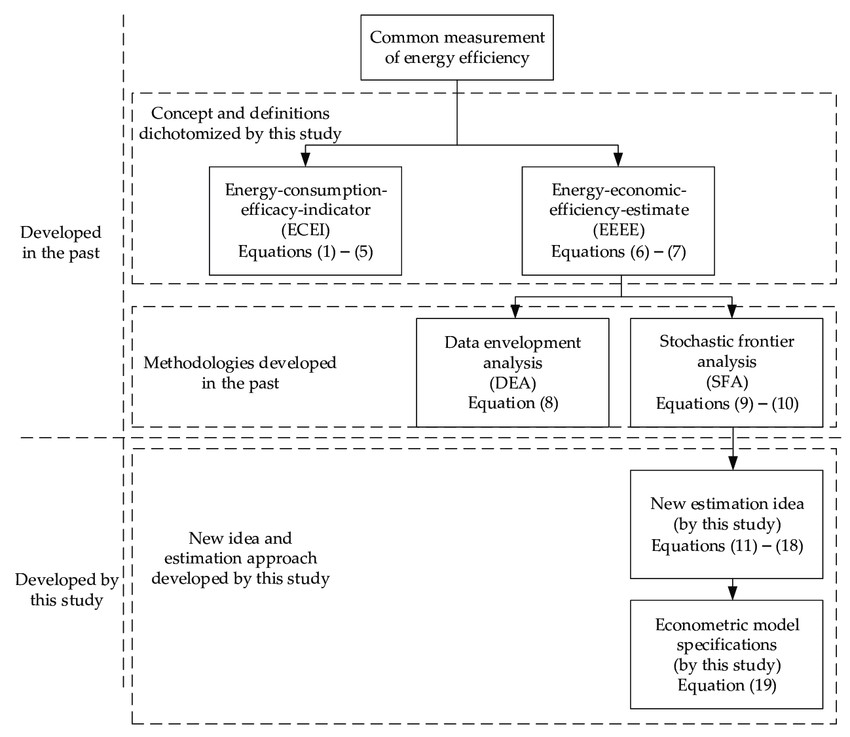 Common measurement
of energy efficiency
Concept and definitions
dichotomized by this study
Energy-consumption-
efficacy-indicator
(ECEI)
Equations (1) – (5)
Energy-economic-
efficiency-estimate
(EEEE)
Equations (6) – (7)
Developed
in the past
Methodologies developed
in the past
Data envelopment
analysis
(DEA)
Equation (8)
Stochastic frontier
analysis
(SFA)
Equations (9) – (10)
Developed by
this study
New idea and
estimation approach
developed by this study
New estimation idea
(by this study)
Equations (11) – (18)
Econometric model
specifications
(by this study)
Equation (19)